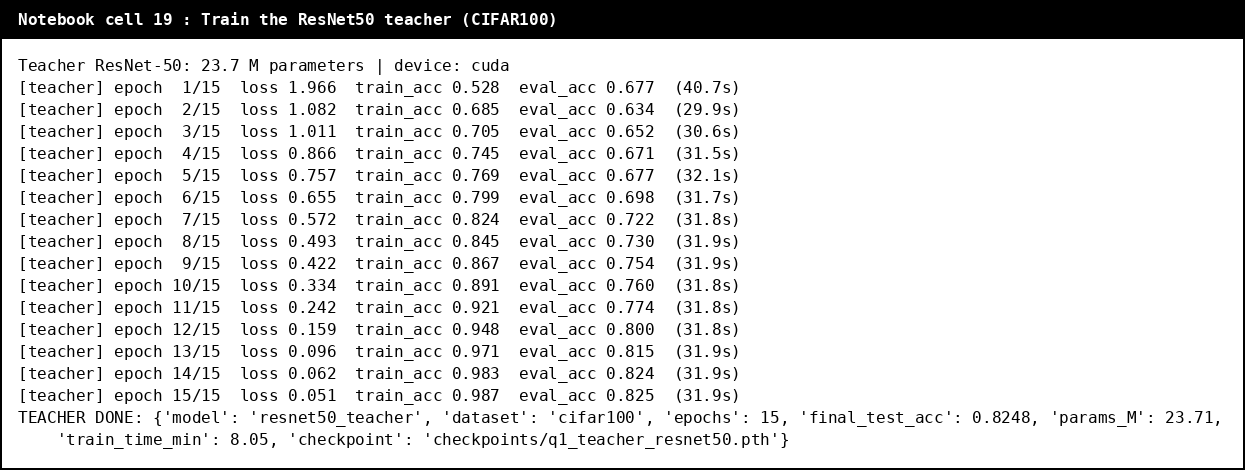 Notebook cell 19 : Train the ResNet50 teacher (CIFAR100)
Teacher ResNet-50: 23.7 M parameters | device: cuda
[teacher] epoch  1/15  loss 1.966  train_acc 0.528  eval_acc 0.677  (40.7s)
[teacher] epoch  2/15  loss 1.082  train_acc 0.685  eval_acc 0.634  (29.9s)
[teacher] epoch  3/15  loss 1.011  train_acc 0.705  eval_acc 0.652  (30.6s)
[teacher] epoch  4/15  loss 0.866  train_acc 0.745  eval_acc 0.671  (31.5s)
[teacher] epoch  5/15  loss 0.757  train_acc 0.769  eval_acc 0.677  (32.1s)
[teacher] epoch  6/15  loss 0.655  train_acc 0.799  eval_acc 0.698  (31.7s)
[teacher] epoch  7/15  loss 0.572  train_acc 0.824  eval_acc 0.722  (31.8s)
[teacher] epoch  8/15  loss 0.493  train_acc 0.845  eval_acc 0.730  (31.9s)
[teacher] epoch  9/15  loss 0.422  train_acc 0.867  eval_acc 0.754  (31.9s)
[teacher] epoch 10/15  loss 0.334  train_acc 0.891  eval_acc 0.760  (31.8s)
[teacher] epoch 11/15  loss 0.242  train_acc 0.921  eval_acc 0.774  (31.8s)
[teacher] epoch 12/15  loss 0.159  train_acc 0.948  eval_acc 0.800  (31.8s)
[teacher] epoch 13/15  loss 0.096  train_acc 0.971  eval_acc 0.815  (31.9s)
[teacher] epoch 14/15  loss 0.062  train_acc 0.983  eval_acc 0.824  (31.9s)
[teacher] epoch 15/15  loss 0.051  train_acc 0.987  eval_acc 0.825  (31.9s)
TEACHER DONE: {'model': 'resnet50_teacher', 'dataset': 'cifar100', 'epochs': 15, 'final_test_acc': 0.8248, 'params_M': 23.71,
    'train_time_min': 8.05, 'checkpoint': 'checkpoints/q1_teacher_resnet50.pth'}